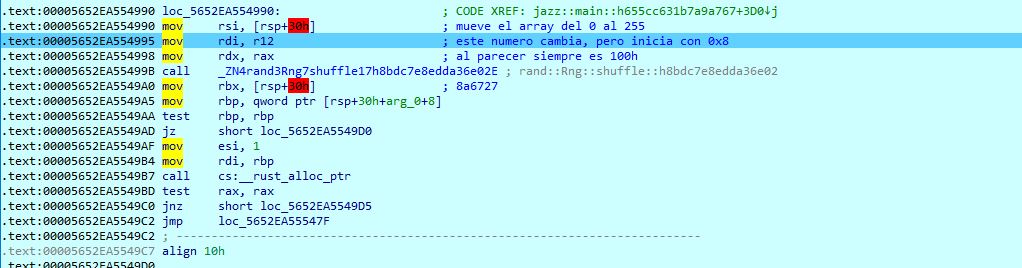 .text:00005652EA554990 loc_5652EA554990: ; CODE XREF: jazz::main::h655cc631b7a9a767+3D0↓j
.text:00005652EA554990 mov rsi, [rsp+30h] ; mueve el array del 0 al 255
.text:00005652EA554995 mov rdi, r12 ; este numero cambia, pero inicia con 0x8
.text:00005652EA554998 mov rdx, rax ; al parecer siempre es 100h
.text:00005652EA55499B call _ZN4rand3Rng7shuffle17h8bdc7e8edda36e02E ; rand::Rng::shuffle::h8bdc7e8edda36e02
.text:00005652EA5549A0 mov rbx, [rsp+30h] ; 8a6727
.text:00005652EA5549A5 mov rbp, qword ptr [rsp+30h+arg_0+8]
.text:00005652EA5549AA test rbp, rbp
.text:00005652EA5549AD jz short loc_5652EA5549D0
.text:00005652EA5549AF mov esi, 1
.text:00005652EA5549B4 mov rdi, rbp
.text:00005652EA5549B7 call cs:__rust_alloc_ptr
.text:00005652EA5549BD test rax, rax
.text:00005652EA5549C0 jnz short loc_5652EA5549D5
.text:00005652EA5549C2 jmp loc_5652EA55547F
.text:00005652EA5549C2 ; ---------------------------------------------------------------------------
.text:00005652EA5549C7 align 10h
.text:00005652EA5549D0